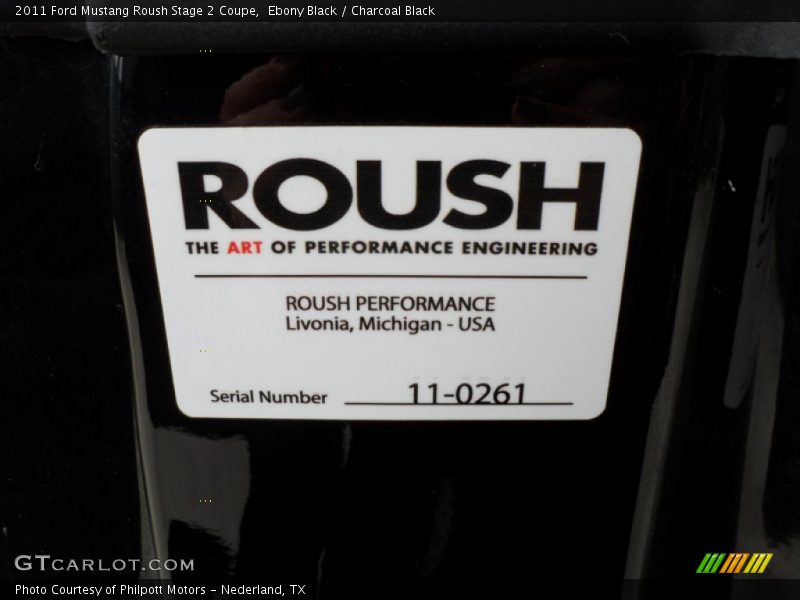 2011 Ford Mustang Roush Stage 2 Coupe,  Ebony Black / Charcoal Black
ROUSH
THE ART OF PERFORMANCE ENGINEERING
ROUSH PERFORMANCE
Livonia, Michigan - USA
Serial Number 11-0261
GTCARLOT.COM
Photo Courtesy of Philpott Motors - Nederland, TX